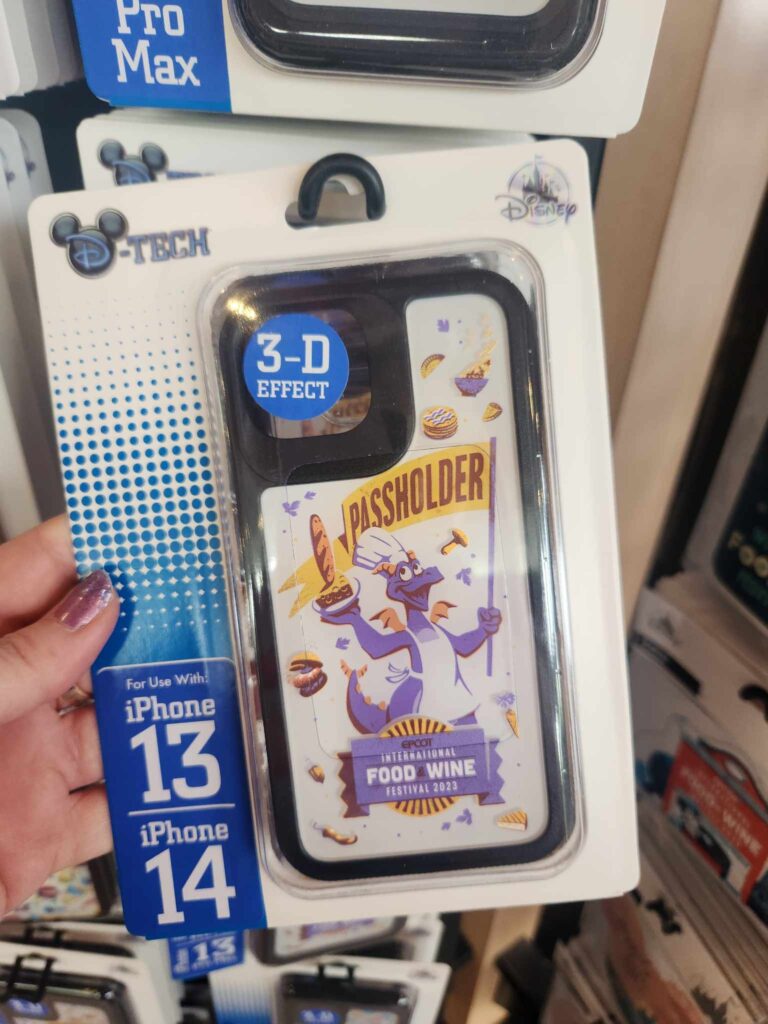 Pro
Max
D-TECH
Disney
3-D
EFFECT
PASSHOLDER
For Use With:
iPhone
13
iPhone
14
EPCOT
INTERNATIONAL
FOOD & WINE
FESTIVAL 2023
13
3-D